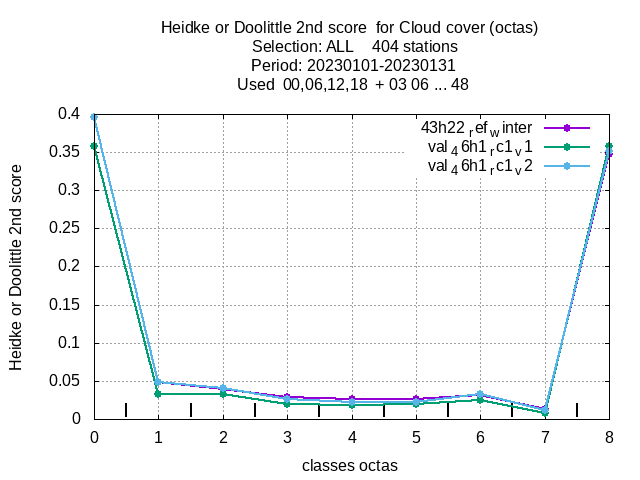 Heidke or Doolittle 2nd score  for Cloud cover (octas)
Selection: ALL    404 stations
Period: 20230101-20230131
Used  00,06,12,18  + 03 06 ... 48
43h22 ref winter
val 46h1 rc1 v1
val 46h1 rc1 v2
Heidke or Doolittle 2nd score
0.4
0.35
0.3
0.25
0.2
0.15
0.1
0.05
0
0 1 2 3 4 5 6 7 8
classes octas